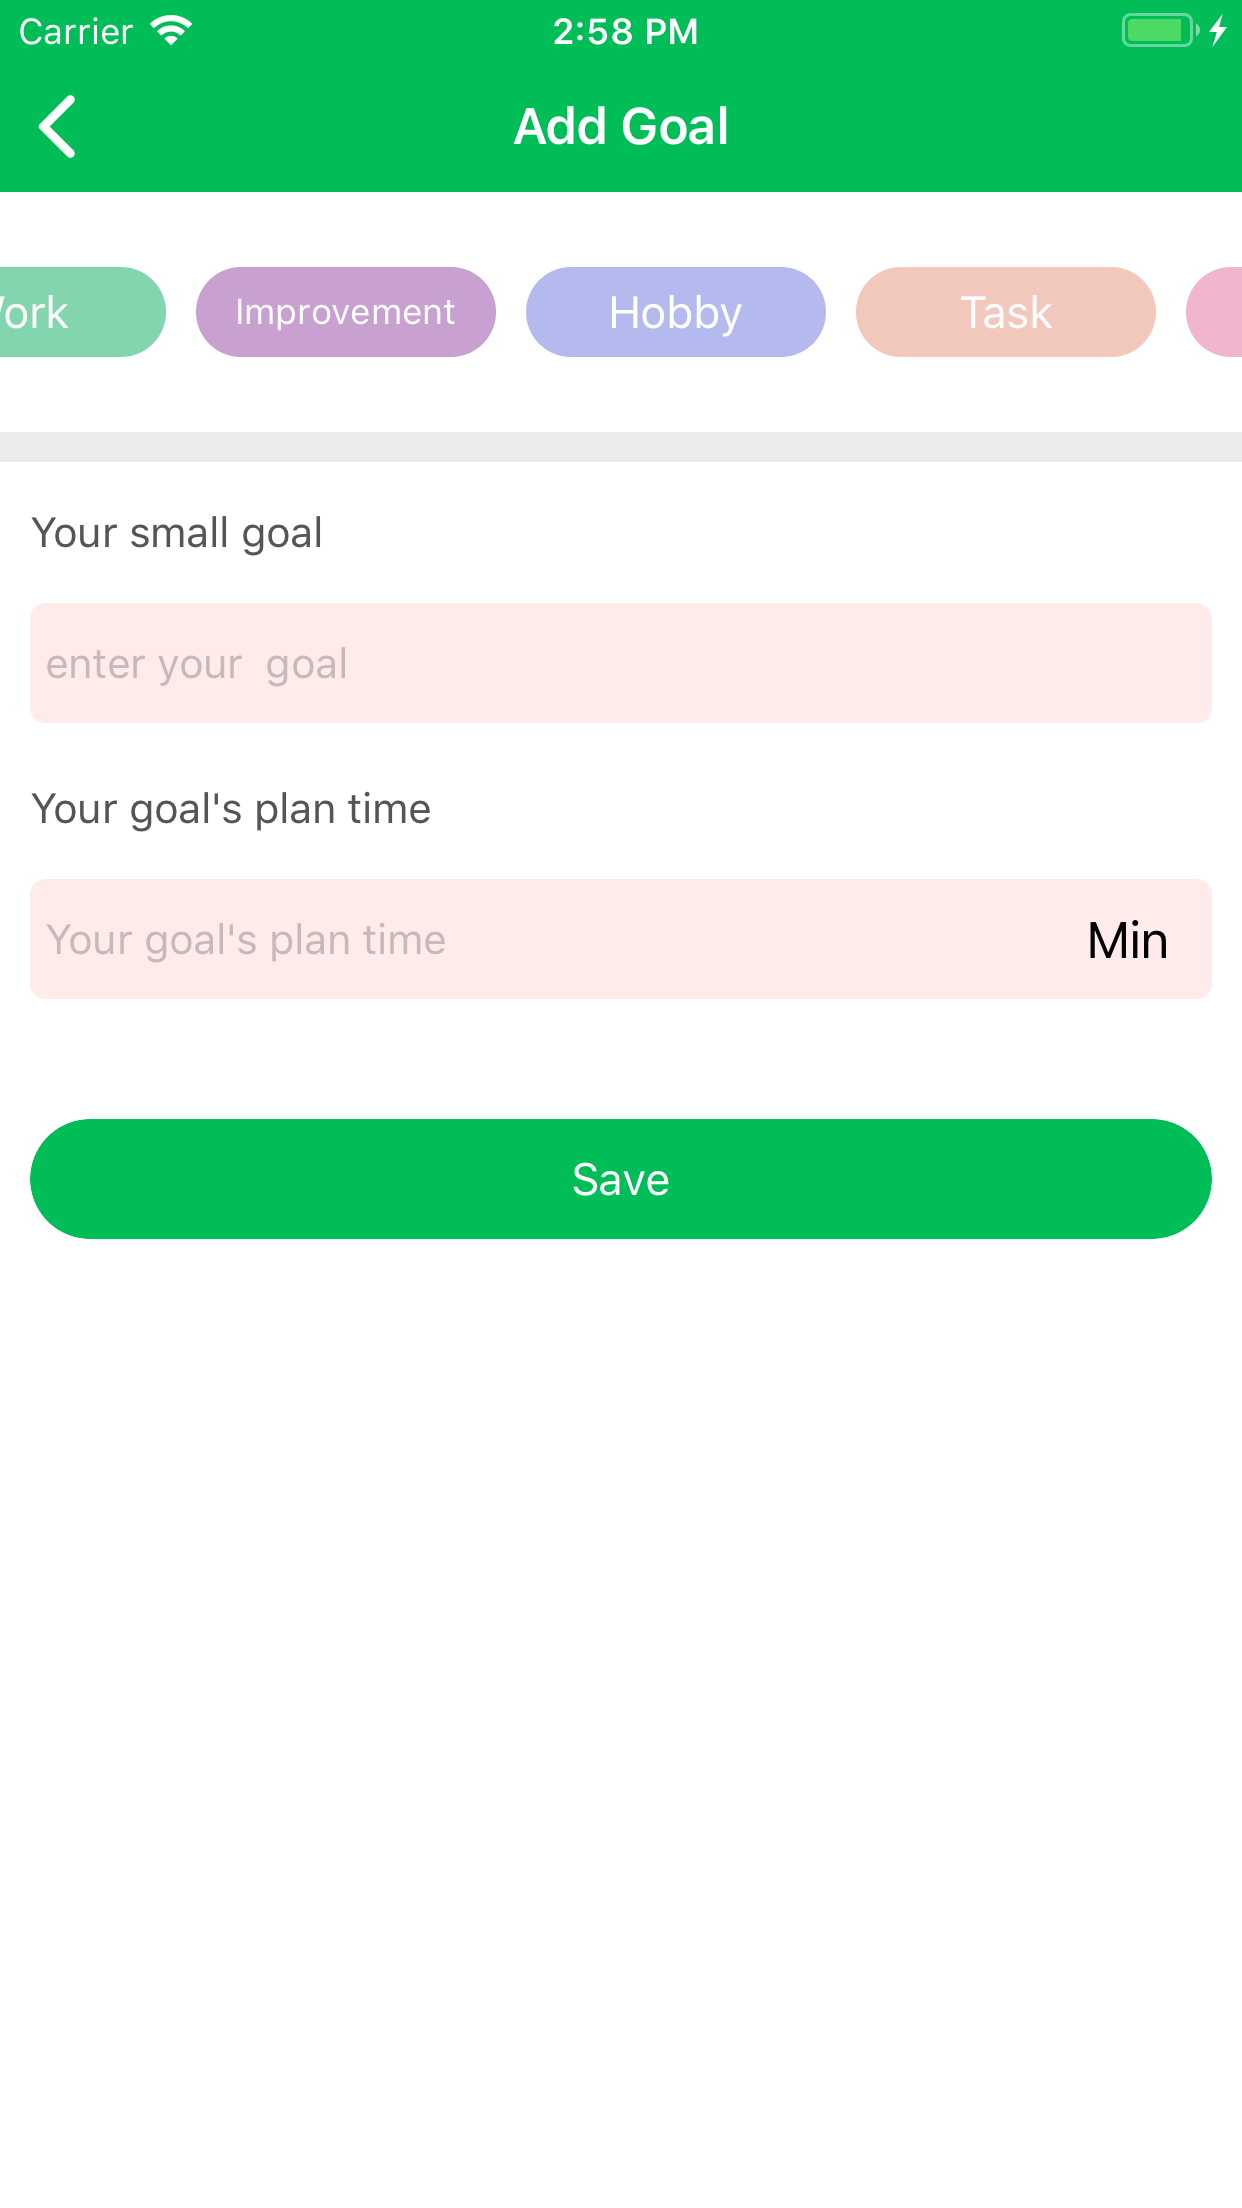 Carrier 2:58 PM
Add Goal
ork Improvement Hobby Task
Your small goal
enter your  goal
Your goal's plan time
Your goal's plan time Min
Save